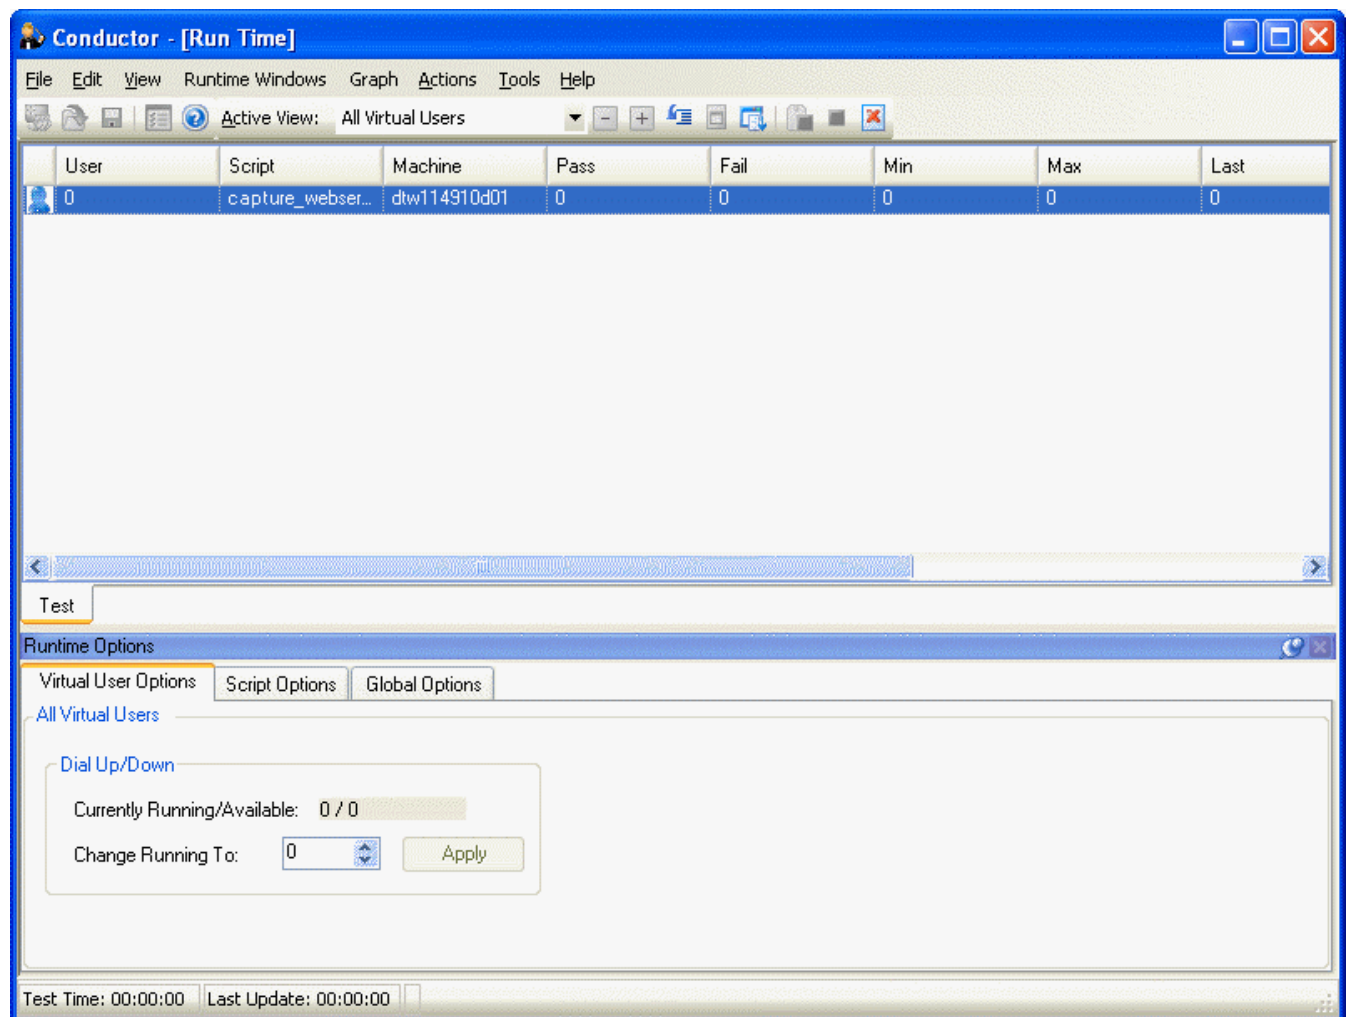 Conductor - [Run Time]
File Edit View Runtime Windows Graph Actions Tools Help
Active View: All Virtual Users
User Script Machine Pass Fail Min Max Last
0 capture_webser... dtw114910d01 0 0 0 0 0
Test
Runtime Options
Virtual User Options Script Options Global Options
All Virtual Users
Dial Up/Down
Currently Running/Available: 0 / 0
Change Running To: 0 Apply
Test Time: 00:00:00 Last Update: 00:00:00